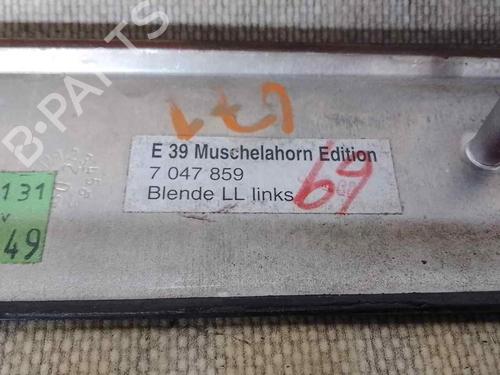 B-PARTS
E 39 Muschelahorn Edition
7 047 859
Blende LL links
69
131
v
49